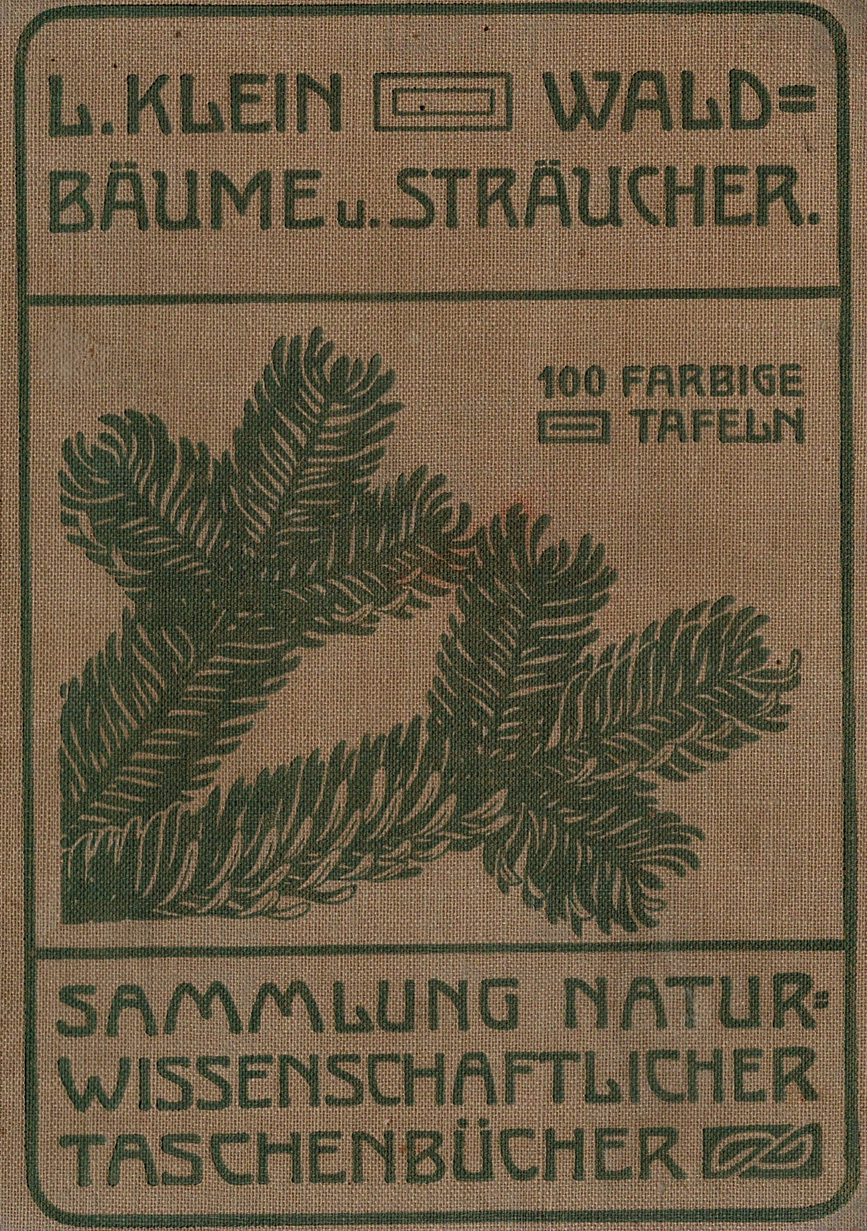 L. KLEIN WALD=
BÄUME u. STRÄUCHER.
100 FARBIGE
TAFELN
SAMMLUNG NATUR=
WISSENSCHAFTLICHER
TASCHENBÜCHER